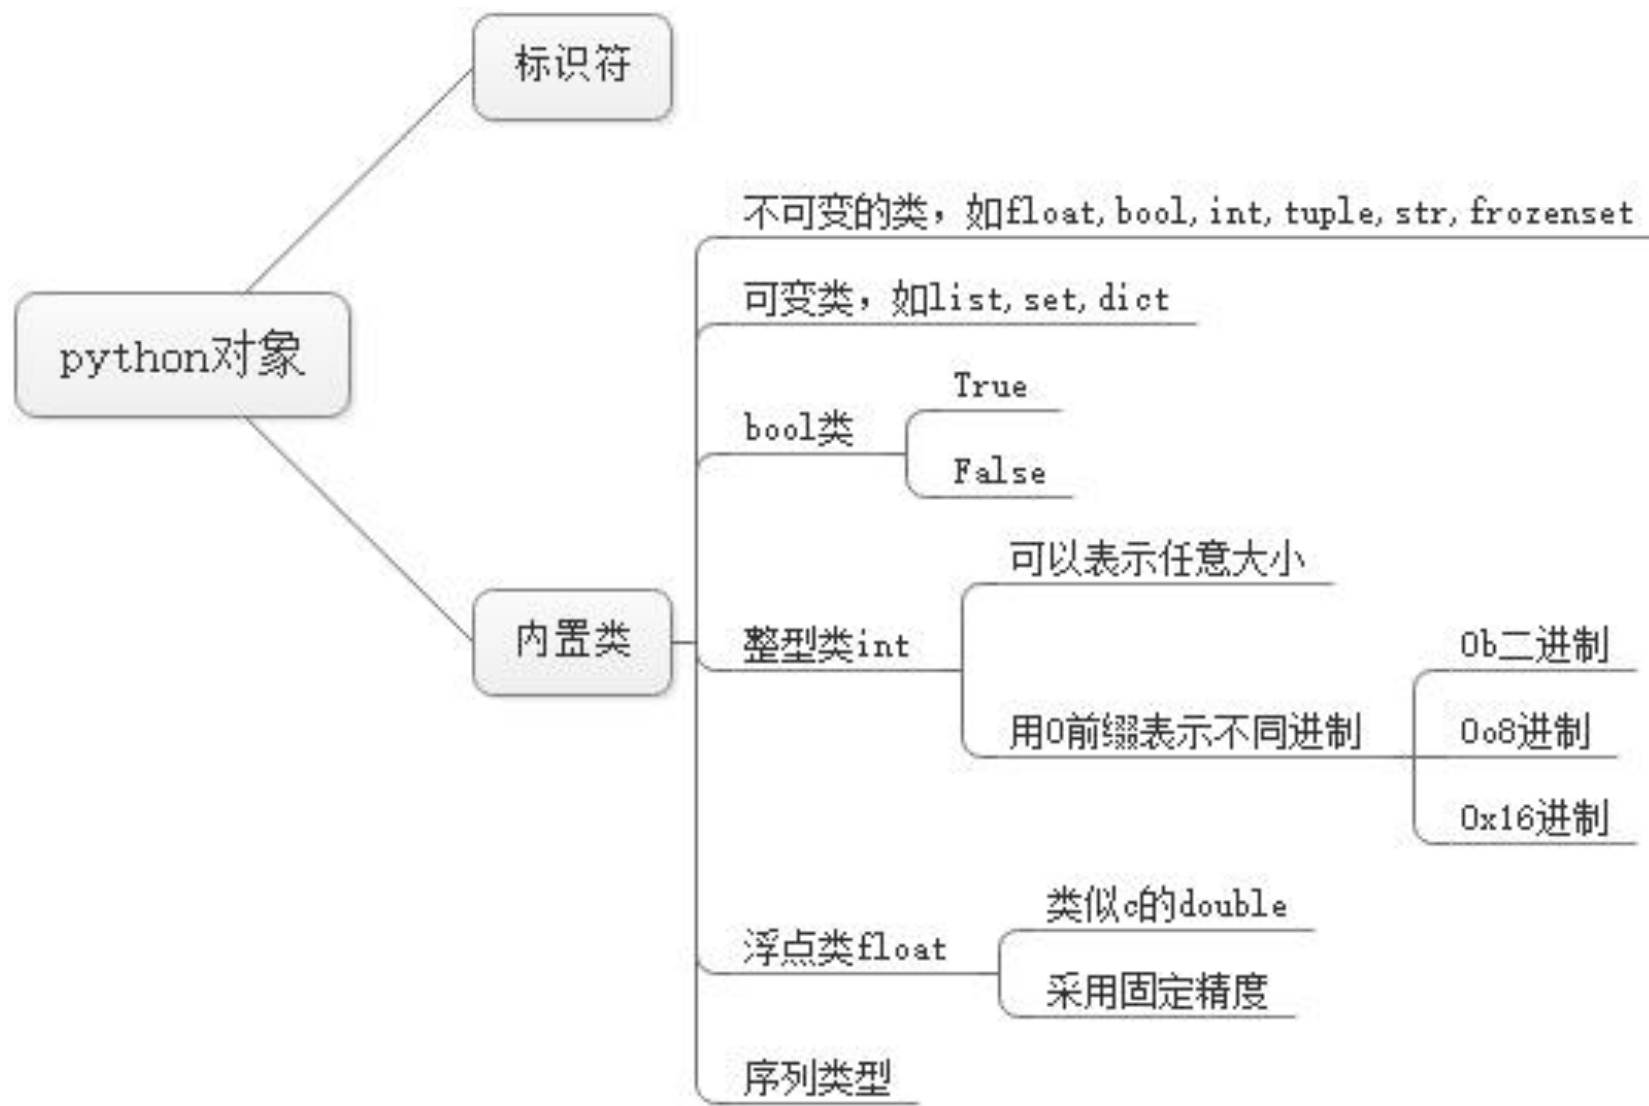 标识符
python对象
内置类
不可变的类，如float,bool,int,tuple,str,frozenset
可变类，如list,set,dict
bool类
True
False
整型类int
可以表示任意大小
用0前缀表示不同进制
0b二进制
0o8进制
0x16进制
浮点类float
类似c的double
采用固定精度
序列类型